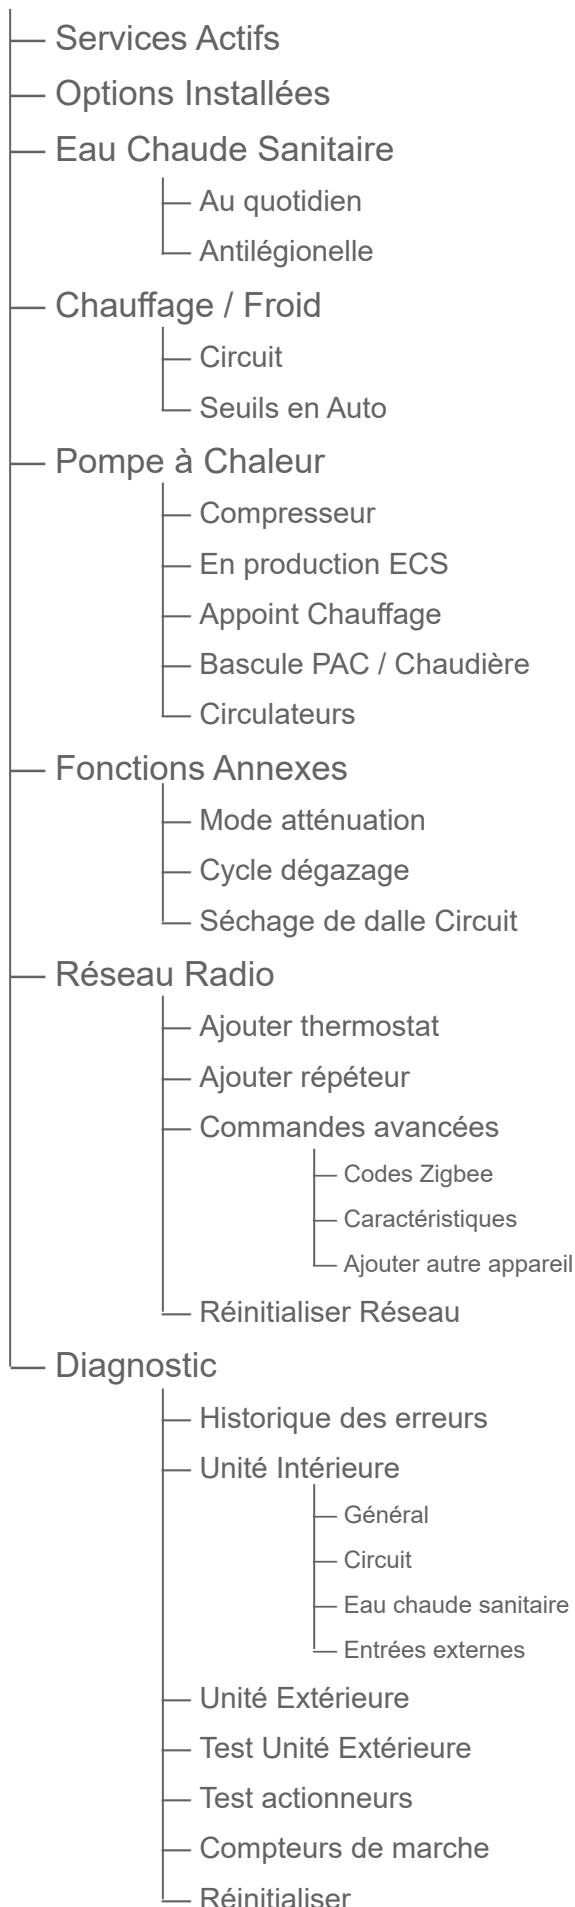 Services Actifs
Options Installées
Eau Chaude Sanitaire
Au quotidien
Antilégionelle
Chauffage / Froid
Circuit
Seuils en Auto
Pompe à Chaleur
Compresseur
En production ECS
Appoint Chauffage
Bascule PAC / Chaudière
Circulateurs
Fonctions Annexes
Mode atténuation
Cycle dégazage
Séchage de dalle Circuit
Réseau Radio
Ajouter thermostat
Ajouter répéteur
Commandes avancées
Codes Zigbee
Caractéristiques
Ajouter autre appareil
Réinitialiser Réseau
Diagnostic
Historique des erreurs
Unité Intérieure
Général
Circuit
Eau chaude sanitaire
Entrées externes
Unité Extérieure
Test Unité Extérieure
Test actionneurs
Compteurs de marche
Réinitialiser